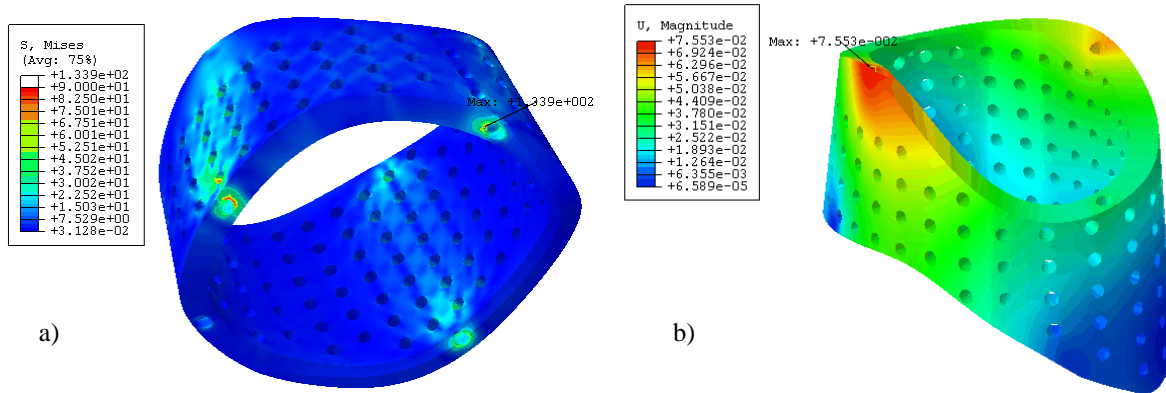 S, Mises
(Avg: 75%)
+1.339e+02
+9.000e+01
+8.250e+01
+7.501e+01
+6.751e+01
+6.001e+01
+5.251e+01
+4.502e+01
+3.752e+01
+3.002e+01
+2.252e+01
+1.503e+01
+7.529e+00
+3.128e-02
Max: +1.339e+002
a)
U, Magnitude
+7.553e-02
+6.924e-02
+6.296e-02
+5.667e-02
+5.038e-02
+4.409e-02
+3.780e-02
+3.151e-02
+2.522e-02
+1.893e-02
+1.264e-02
+6.355e-03
+6.589e-05
Max: +7.553e-002
b)